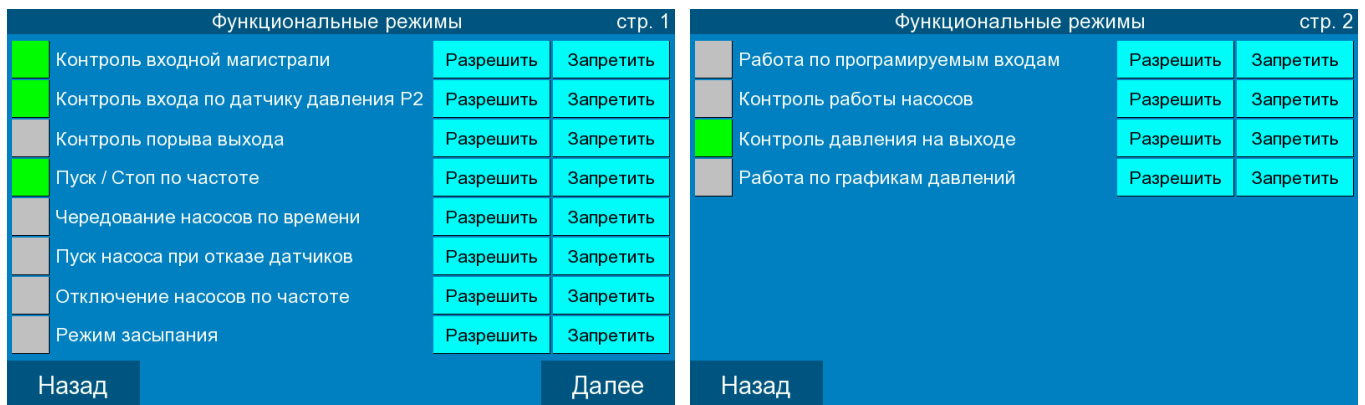 Функциональные режимы стр. 1
Контроль входной магистрали Разрешить Запретить
Контроль входа по датчику давления P2 Разрешить Запретить
Контроль порыва выхода Разрешить Запретить
Пуск / Стоп по частоте Разрешить Запретить
Чередование насосов по времени Разрешить Запретить
Пуск насоса при отказе датчиков Разрешить Запретить
Отключение насосов по частоте Разрешить Запретить
Режим засыпания Разрешить Запретить
Назад Далее
Функциональные режимы стр. 2
Работа по програмируемым входам Разрешить Запретить
Контроль работы насосов Разрешить Запретить
Контроль давления на выходе Разрешить Запретить
Работа по графикам давлений Разрешить Запретить
Назад